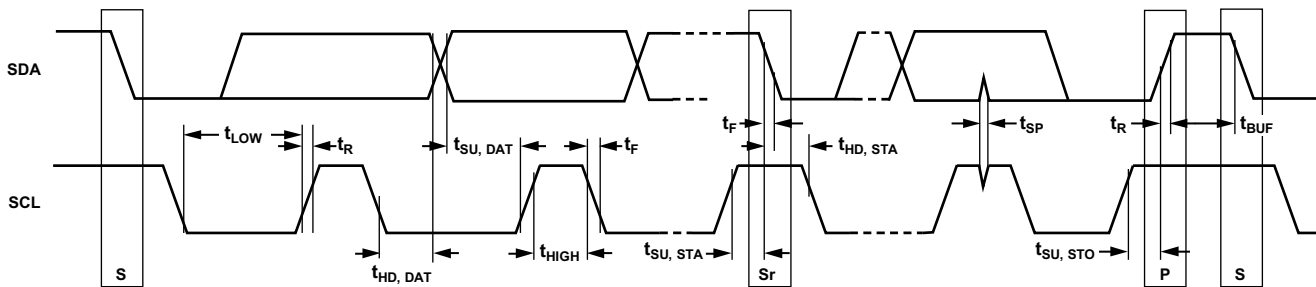 SDA
tF
tSP
tR
tBUF
tLOW
tR
tSU, DAT
tF
tHD, STA
SCL
tHD, DAT
tHIGH
tSU, STA
tSU, STO
S
Sr
P
S